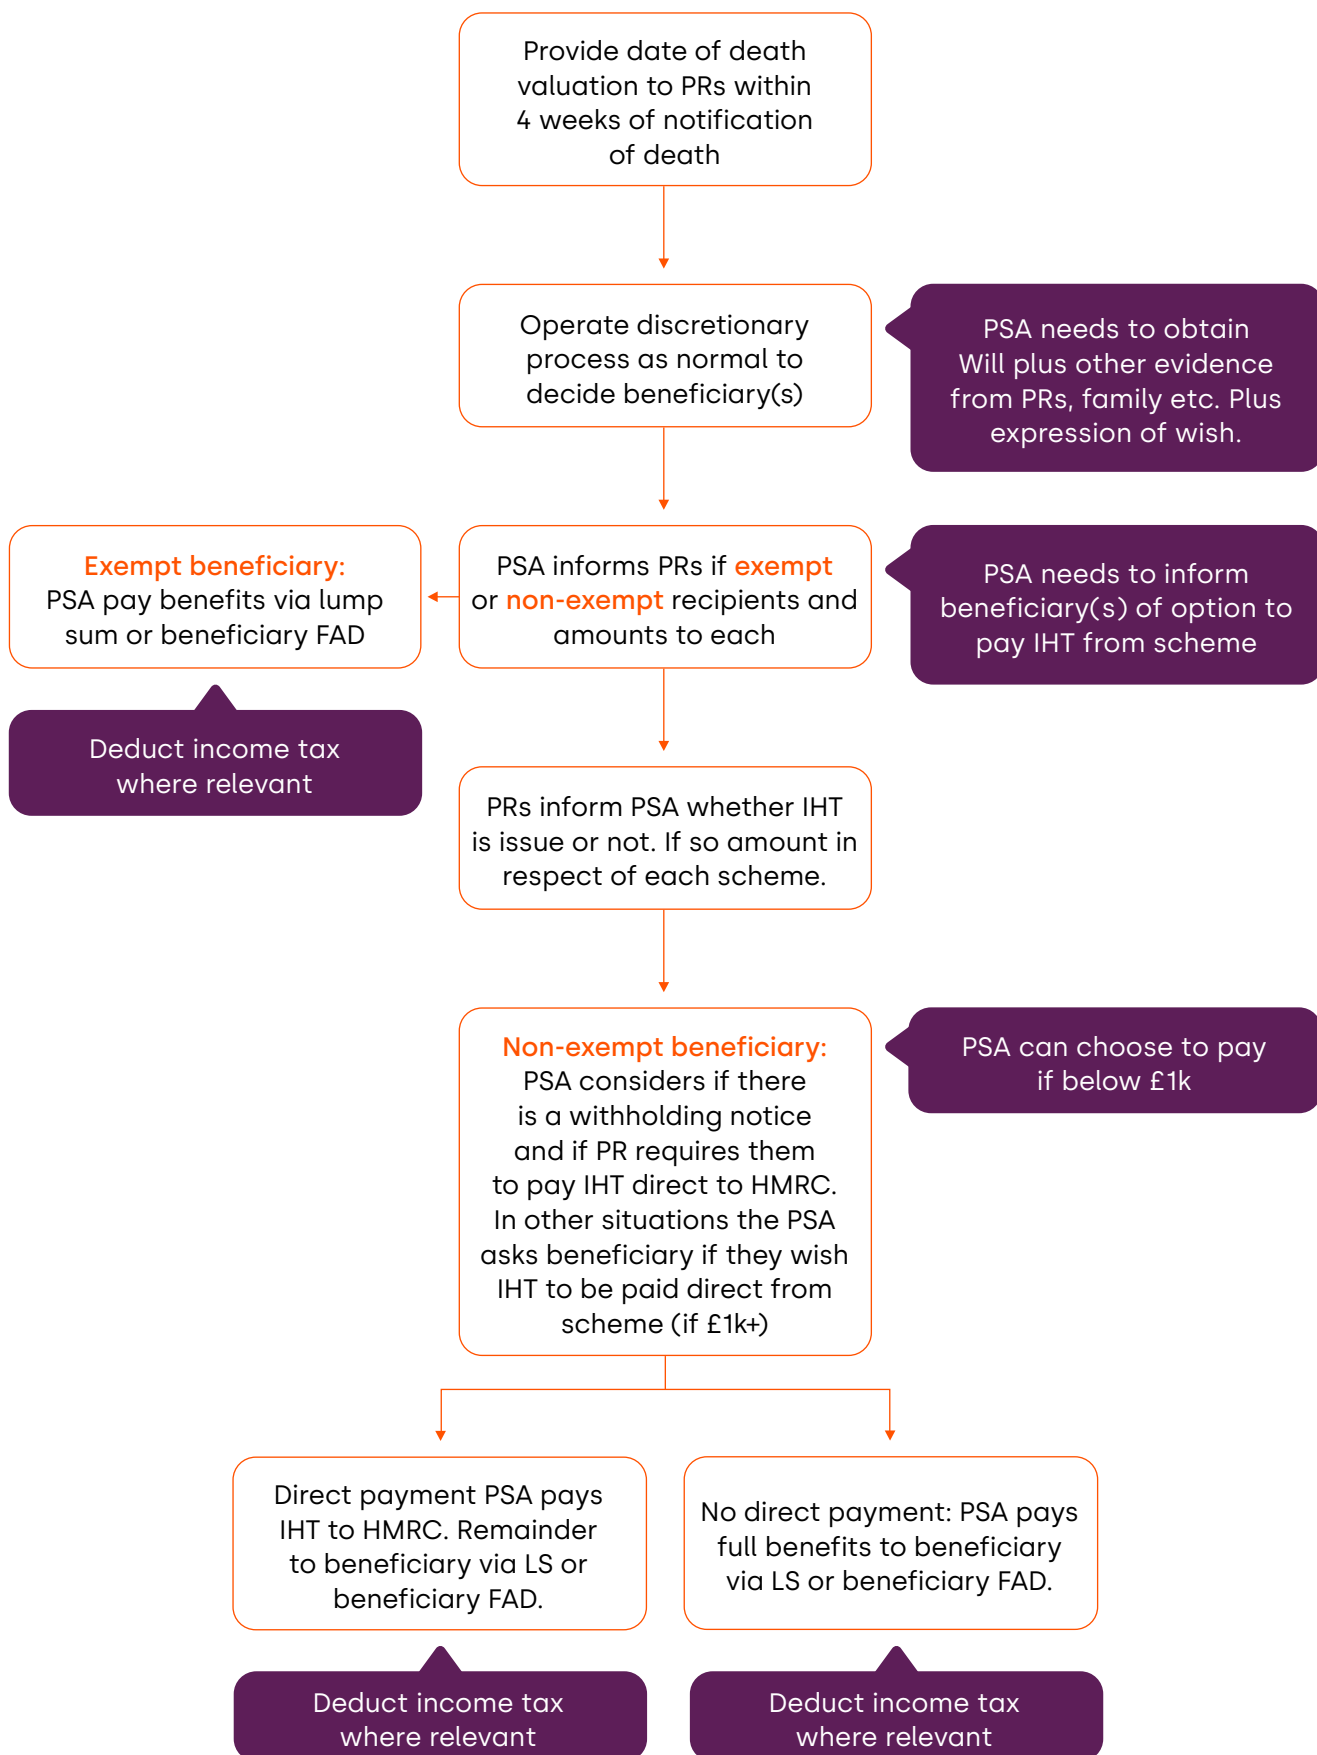 Provide date of death
valuation to PRs within
4 weeks of notification
of death
Operate discretionary
process as normal to
decide beneficiary(s)
PSA needs to obtain
Will plus other evidence
from PRs, family etc. Plus
expression of wish.
Exempt beneficiary:
PSA pay benefits via lump
sum or beneficiary FAD
PSA informs PRs if exempt
or non-exempt recipients and
amounts to each
PSA needs to inform
beneficiary(s) of option to
pay IHT from scheme
Deduct income tax
where relevant
PRs inform PSA whether IHT
is issue or not. If so amount in
respect of each scheme.
Non-exempt beneficiary:
PSA considers if there
is a withholding notice
and if PR requires them
to pay IHT direct to HMRC.
In other situations the PSA
asks beneficiary if they wish
IHT to be paid direct from
scheme (if £1k+)
PSA can choose to pay
if below £1k
Direct payment PSA pays
IHT to HMRC. Remainder
to beneficiary via LS or
beneficiary FAD.
No direct payment: PSA pays
full benefits to beneficiary
via LS or beneficiary FAD.
Deduct income tax
where relevant
Deduct income tax
where relevant